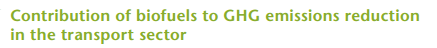 Contribution of biofuels to GHG emissions reduction
in the transport sector